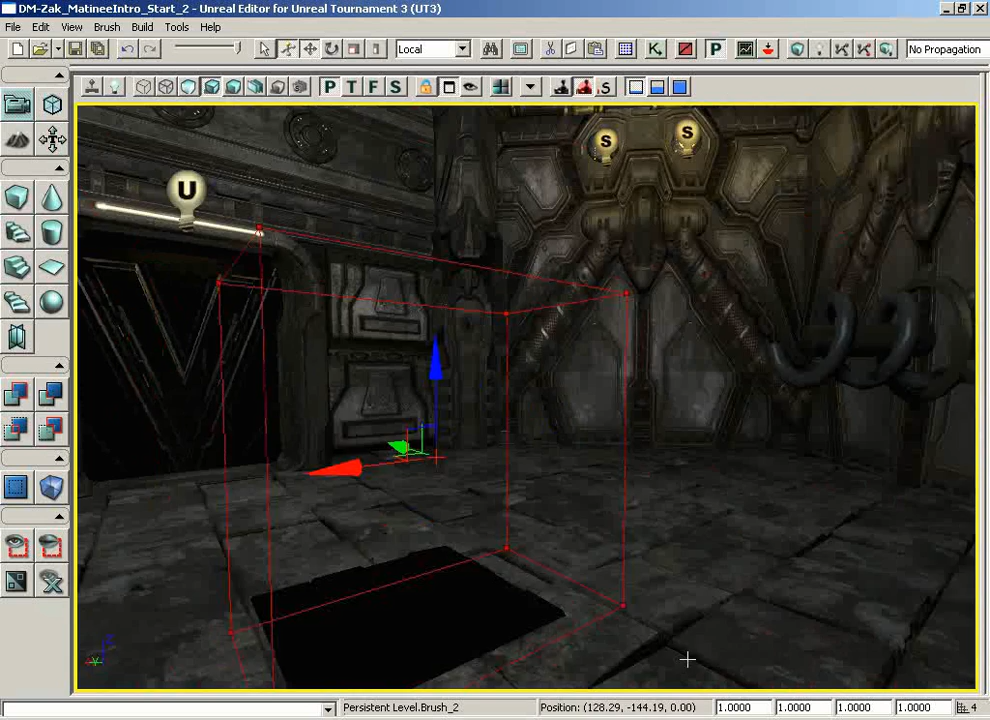 DM-Zak_MatineeIntro_Start_2 - Unreal Editor for Unreal Tournament 3 (UT3)
File Edit View Brush Build Tools Help
Local K P No Propagation
P T F S S
S S
U
Persistent Level.Brush_2 Position: (128.29, -144.19, 0.00) 1.0000 1.0000 1.0000 1.0000 4